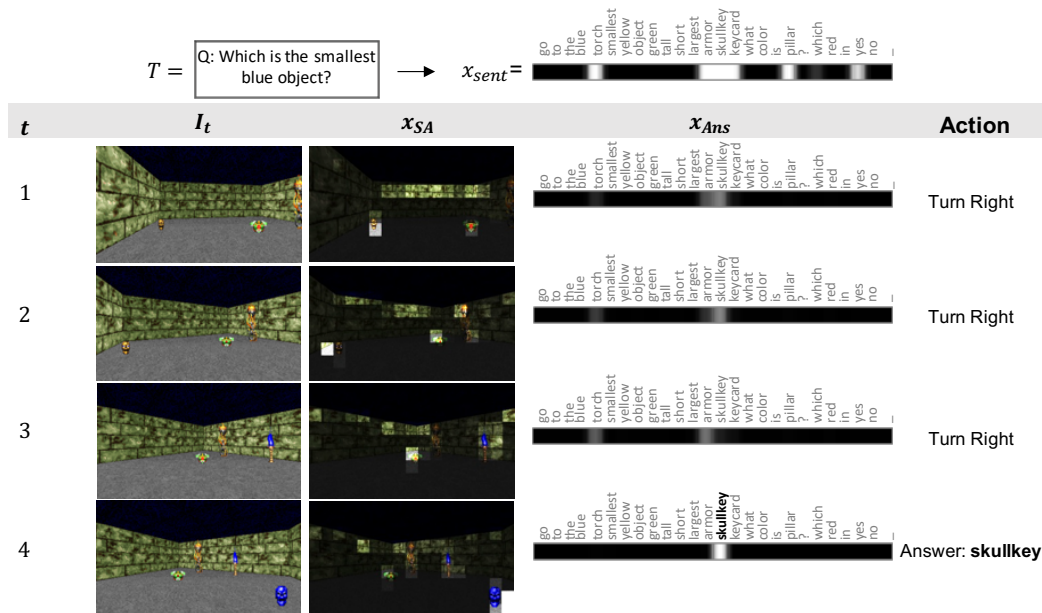 go to the blue torch smallest yellow object green tall short largest armor skullkey keycard what color is pillar ? which red in yes no _
T = Q: Which is the smallest blue object? → x_sent =
t I_t x_SA x_Ans Action
go to the blue torch smallest yellow object green tall short largest armor skullkey keycard what color is pillar ? which red in yes no _
1 Turn Right
go to the blue torch smallest yellow object green tall short largest armor skullkey keycard what color is pillar ? which red in yes no _
2 Turn Right
go to the blue torch smallest yellow object green tall short largest armor skullkey keycard what color is pillar ? which red in yes no _
3 Turn Right
go to the blue torch smallest yellow object green tall short largest armor skullkey keycard what color is pillar ? which red in yes no _
4 Answer: skullkey